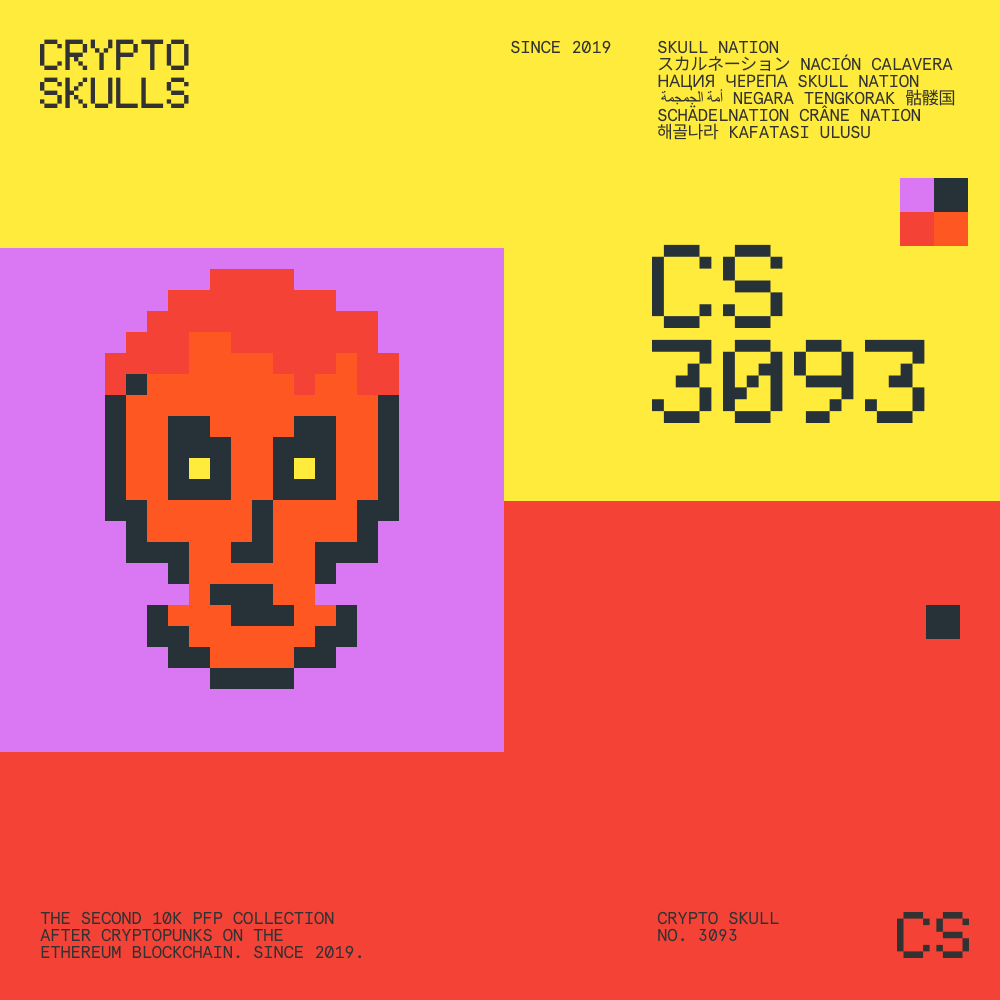 CRYPTO
SKULLS
SINCE 2019
SKULL NATION
スカルネーション NACIÓN CALAVERA
НАЦИЯ ЧЕРЕПА SKULL NATION
أمة الجمجمة NEGARA TENGKORAK 骷髅国
SCHÄDELNATION CRÂNE NATION
해골나라 KAFATASI ULUSU
CS
3093
THE SECOND 10K PFP COLLECTION
AFTER CRYPTOPUNKS ON THE
ETHEREUM BLOCKCHAIN. SINCE 2019.
CRYPTO SKULL
NO. 3093
CS